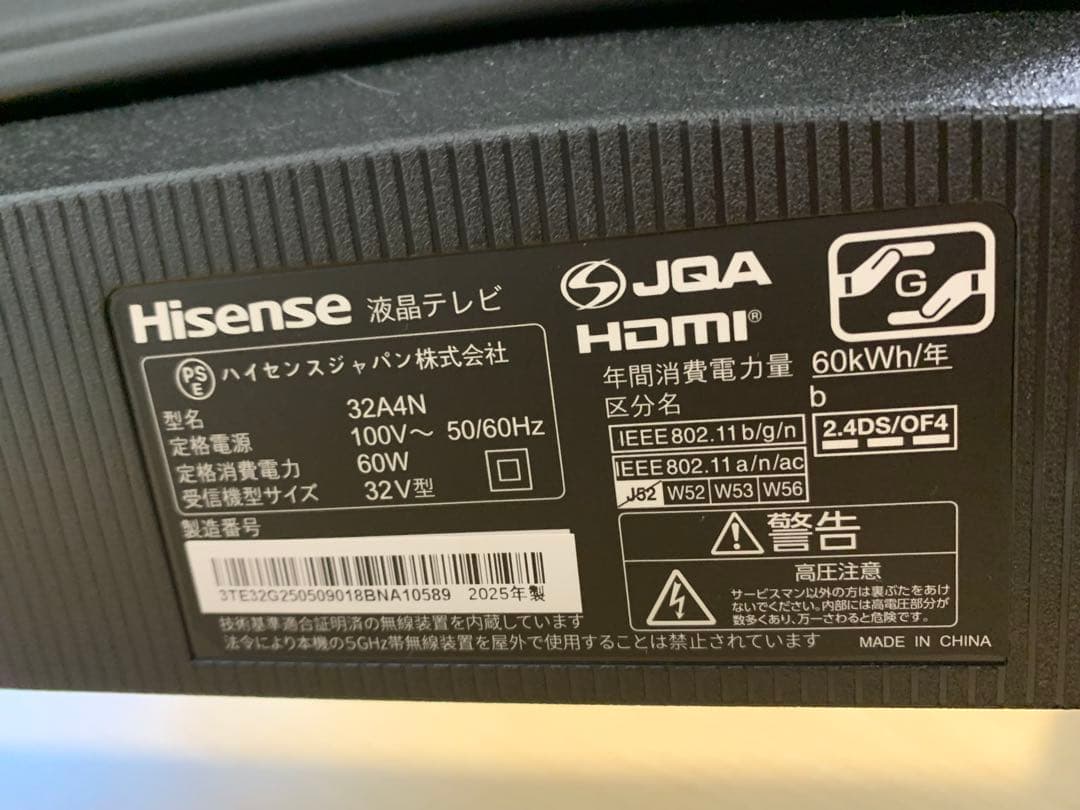 Hisense 液晶テレビ
PS
E
ハイセンスジャパン株式会社
型名 32A4N
定格電源 100V～ 50/60Hz
定格消費電力 60W
受信機型サイズ 32V型
製造番号
3TE32G250509018BNA10589 2025年製
技術基準適合証明済の無線装置を内蔵しています
法令により本機の5GHz帯無線装置を屋外で使用することは禁止されています
JQA
HDMI®
G
年間消費電力量 60kWh/年
区分名 b
IEEE802.11b/g/n
2.4DS/OF4
IEEE802.11a/n/ac
J52 W52 W53 W56
警告
高圧注意
サービスマン以外の方は裏ぶたをあけ
ないでください。内部には高電圧部分が
数多くあり、万一さわると危険です。
MADE IN CHINA